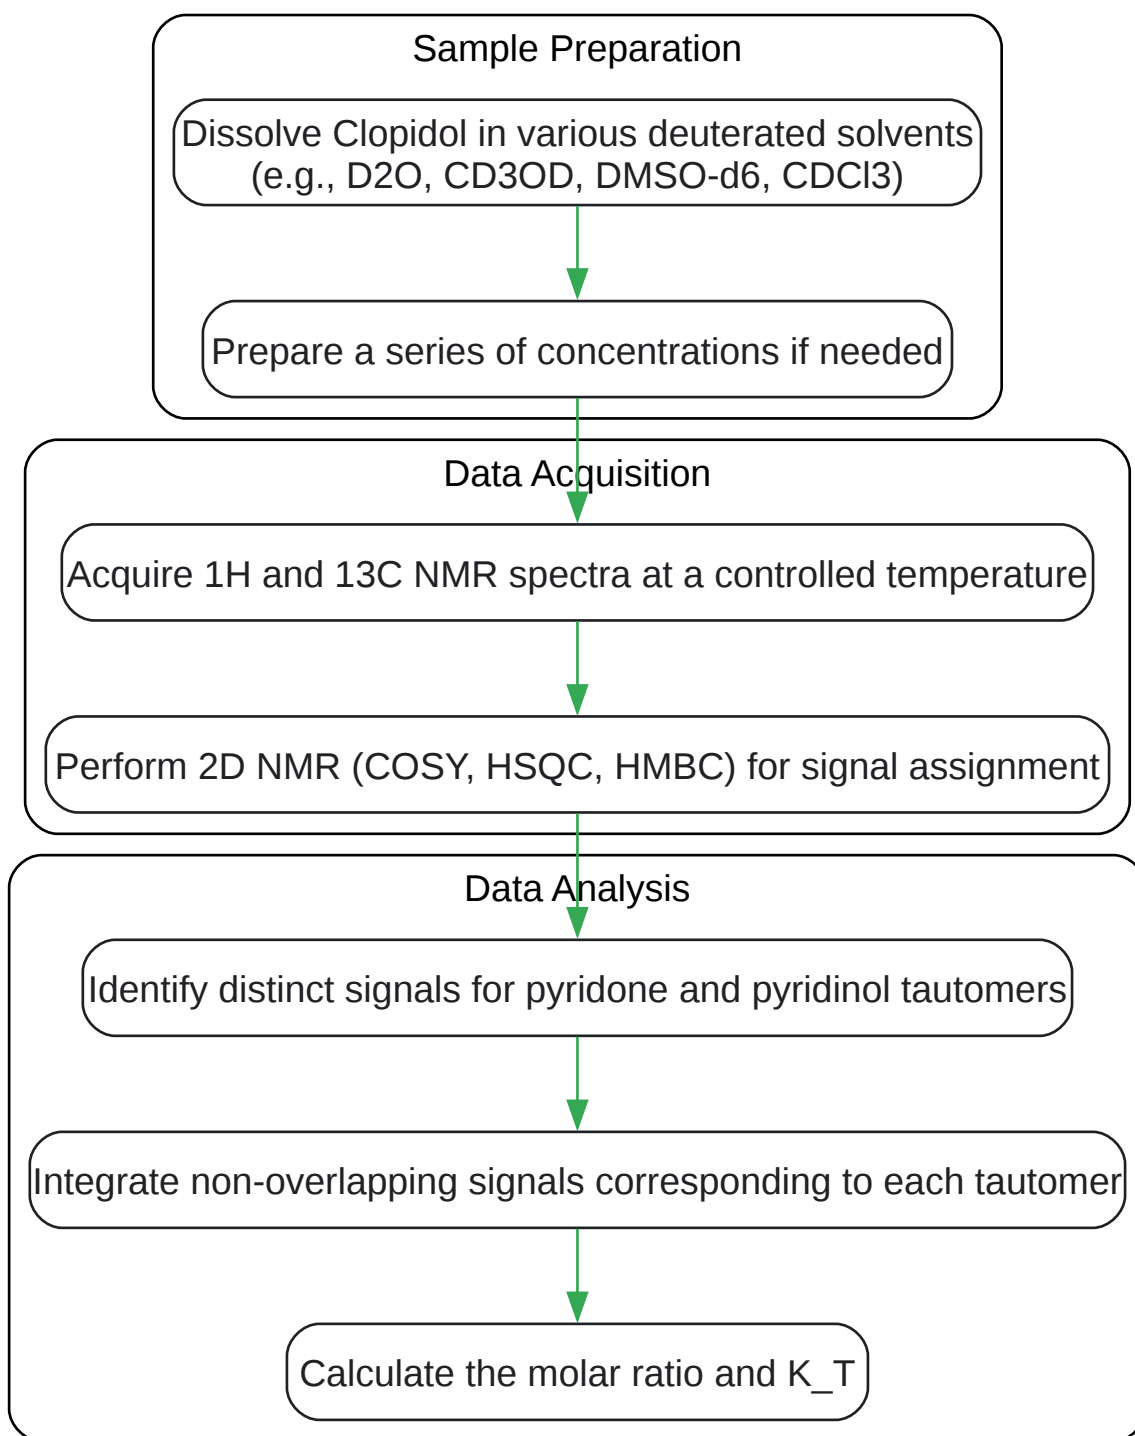 Sample Preparation
Dissolve Clopidol in various deuterated solvents
(e.g., D2O, CD3OD, DMSO-d6, CDCl3)
Prepare a series of concentrations if needed
Data Acquisition
Acquire 1H and 13C NMR spectra at a controlled temperature
Perform 2D NMR (COSY, HSQC, HMBC) for signal assignment
Data Analysis
Identify distinct signals for pyridone and pyridinol tautomers
Integrate non-overlapping signals corresponding to each tautomer
Calculate the molar ratio and K_T